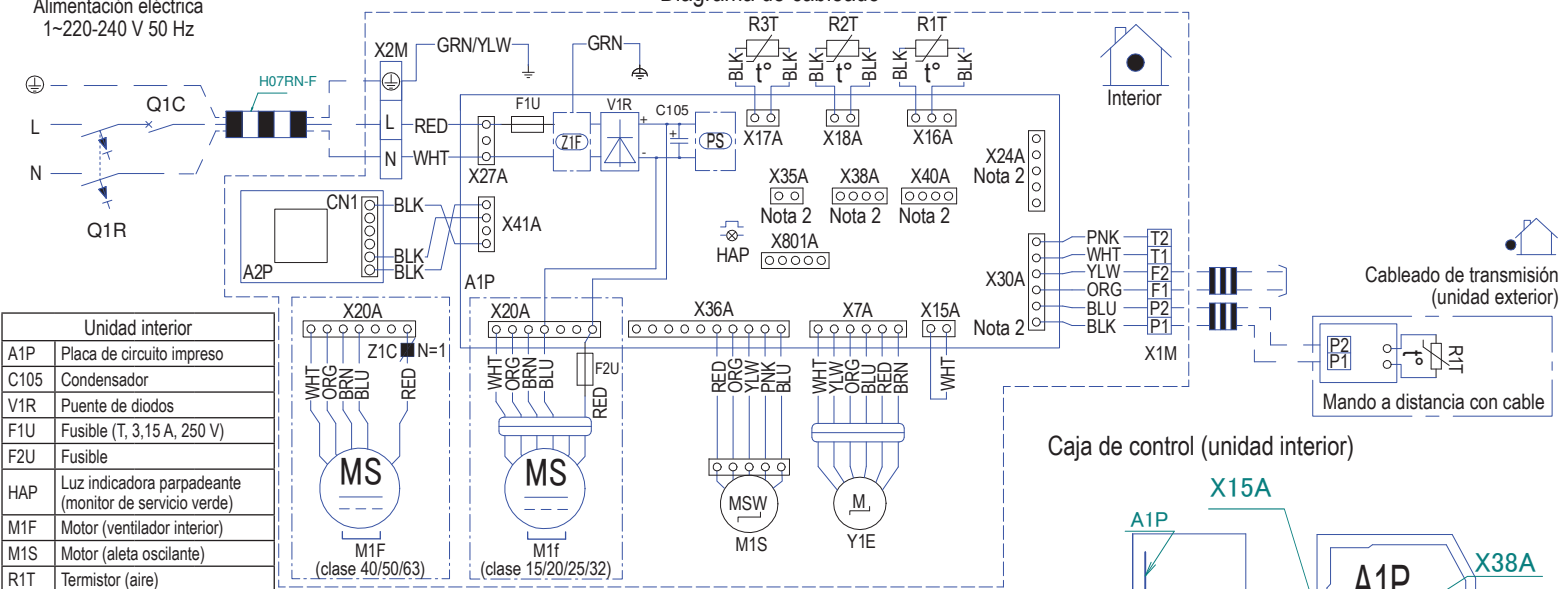 Alimentación eléctrica
1~220-240 V 50 Hz
Diagrama de cableado
X2M
GRN/YLW
GRN
H07RN-F
Q1C
L
N
Q1R
L
N
RED
WHT
X27A
F1U
Z1F
V1R
+
-
C105
+
PS
R3T
BLK
t°
BLK
X17A
R2T
BLK
t°
BLK
X18A
R1T
BLK
t°
BLK
X16A
Interior
X24A
Nota 2
X35A
Nota 2
X38A
Nota 2
X40A
Nota 2
CN1
BLK
BLK
BLK
X41A
A2P
A1P
HAP
X801A
X30A
Nota 2
PNK
WHT
YLW
ORG
BLU
BLK
T2
T1
F2
F1
P2
P1
X1M
Cableado de transmisión
(unidad exterior)
P2
P1
t°
R1T
Mando a distancia con cable
X20A
Z1C
N=1
WHT
ORG
BRN
BLU
RED
MS
M1F
(clase 40/50/63)
X20A
WHT
ORG
BRN
BLU
F2U
RED
MS
M1f
(clase 15/20/25/32)
X36A
RED
ORG
YLW
PNK
BLU
MSW
M1S
X7A
WHT
YLW
ORG
BLU
RED
BRN
M
Y1E
X15A
WHT
Unidad interior
A1P Placa de circuito impreso
C105 Condensador
V1R Puente de diodos
F1U Fusible (T, 3,15 A, 250 V)
F2U Fusible
HAP Luz indicadora parpadeante
(monitor de servicio verde)
M1F Motor (ventilador interior)
M1S Motor (aleta oscilante)
R1T Termistor (aire)
Caja de control (unidad interior)
X15A
A1P
A1P
X38A